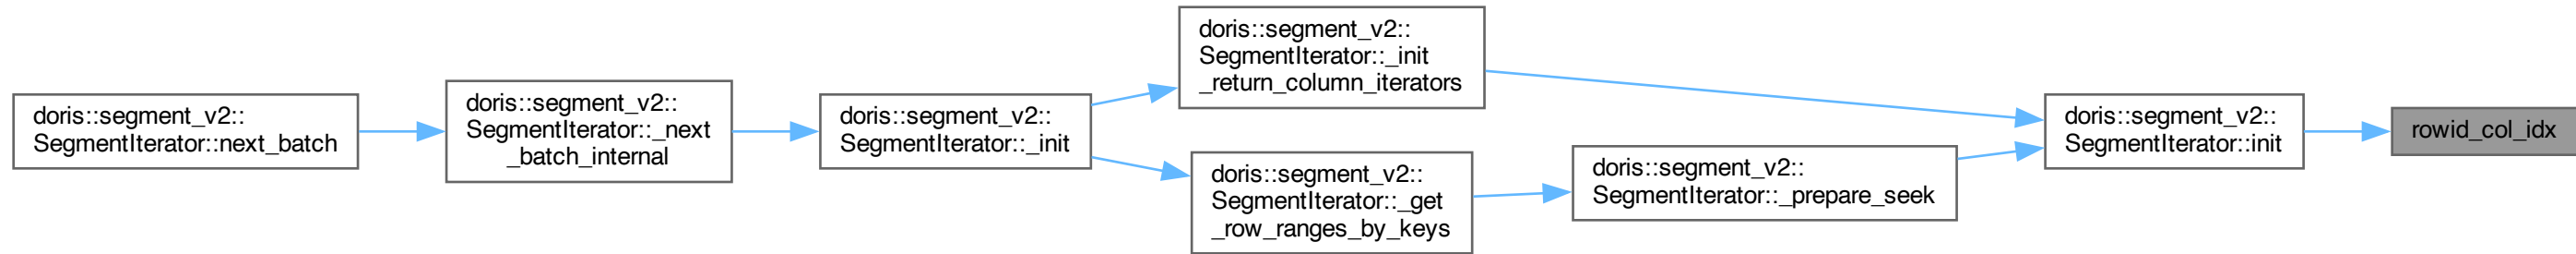 doris::segment_v2::
SegmentIterator::next_batch
doris::segment_v2::
SegmentIterator::_next
_batch_internal
doris::segment_v2::
SegmentIterator::_init
doris::segment_v2::
SegmentIterator::_init
_return_column_iterators
doris::segment_v2::
SegmentIterator::_get
_row_ranges_by_keys
doris::segment_v2::
SegmentIterator::_prepare_seek
doris::segment_v2::
SegmentIterator::init
rowid_col_idx